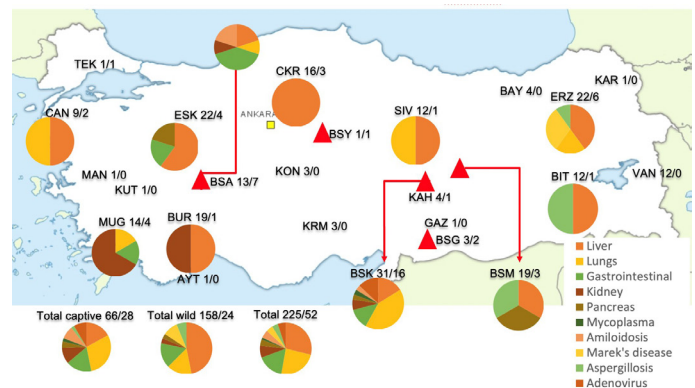 TEK 1/1
CKR 16/3
KAR 1/0
BAY 4/0
ERZ 22/6
CAN 9/2
ESK 22/4
ANKARA
BSY 1/1
SIV 12/1
MAN 1/0
KUT 1/0
BSA 13/7
KON 3/0
KAH 4/1
BIT 12/1
VAN 12/0
MUG 14/4
BUR 19/1
KRM 3/0
GAZ 1/0
BSG 3/2
AYT 1/0
BSK 31/16
BSM 19/3
Liver
Lungs
Gastrointestinal
Kidney
Pancreas
Mycoplasma
Amiloidosis
Marek's disease
Aspergillosis
Adenovirus
Total captive 66/28
Total wild 158/24
Total 225/52